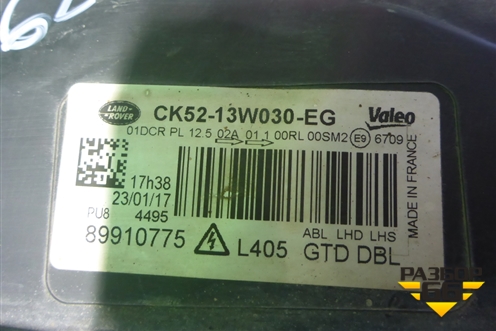 LAND-
ROVER
CK52-13W030-EG
Valeo
01DCR PL 12.5 02A 01 1 00RL 00SM2 E9 6709
17h38
23/01/17
PU8 4495
89910775
L405
ABL LHD LHS
GTD DBL
MADE IN FRANCE
РАЗБОР